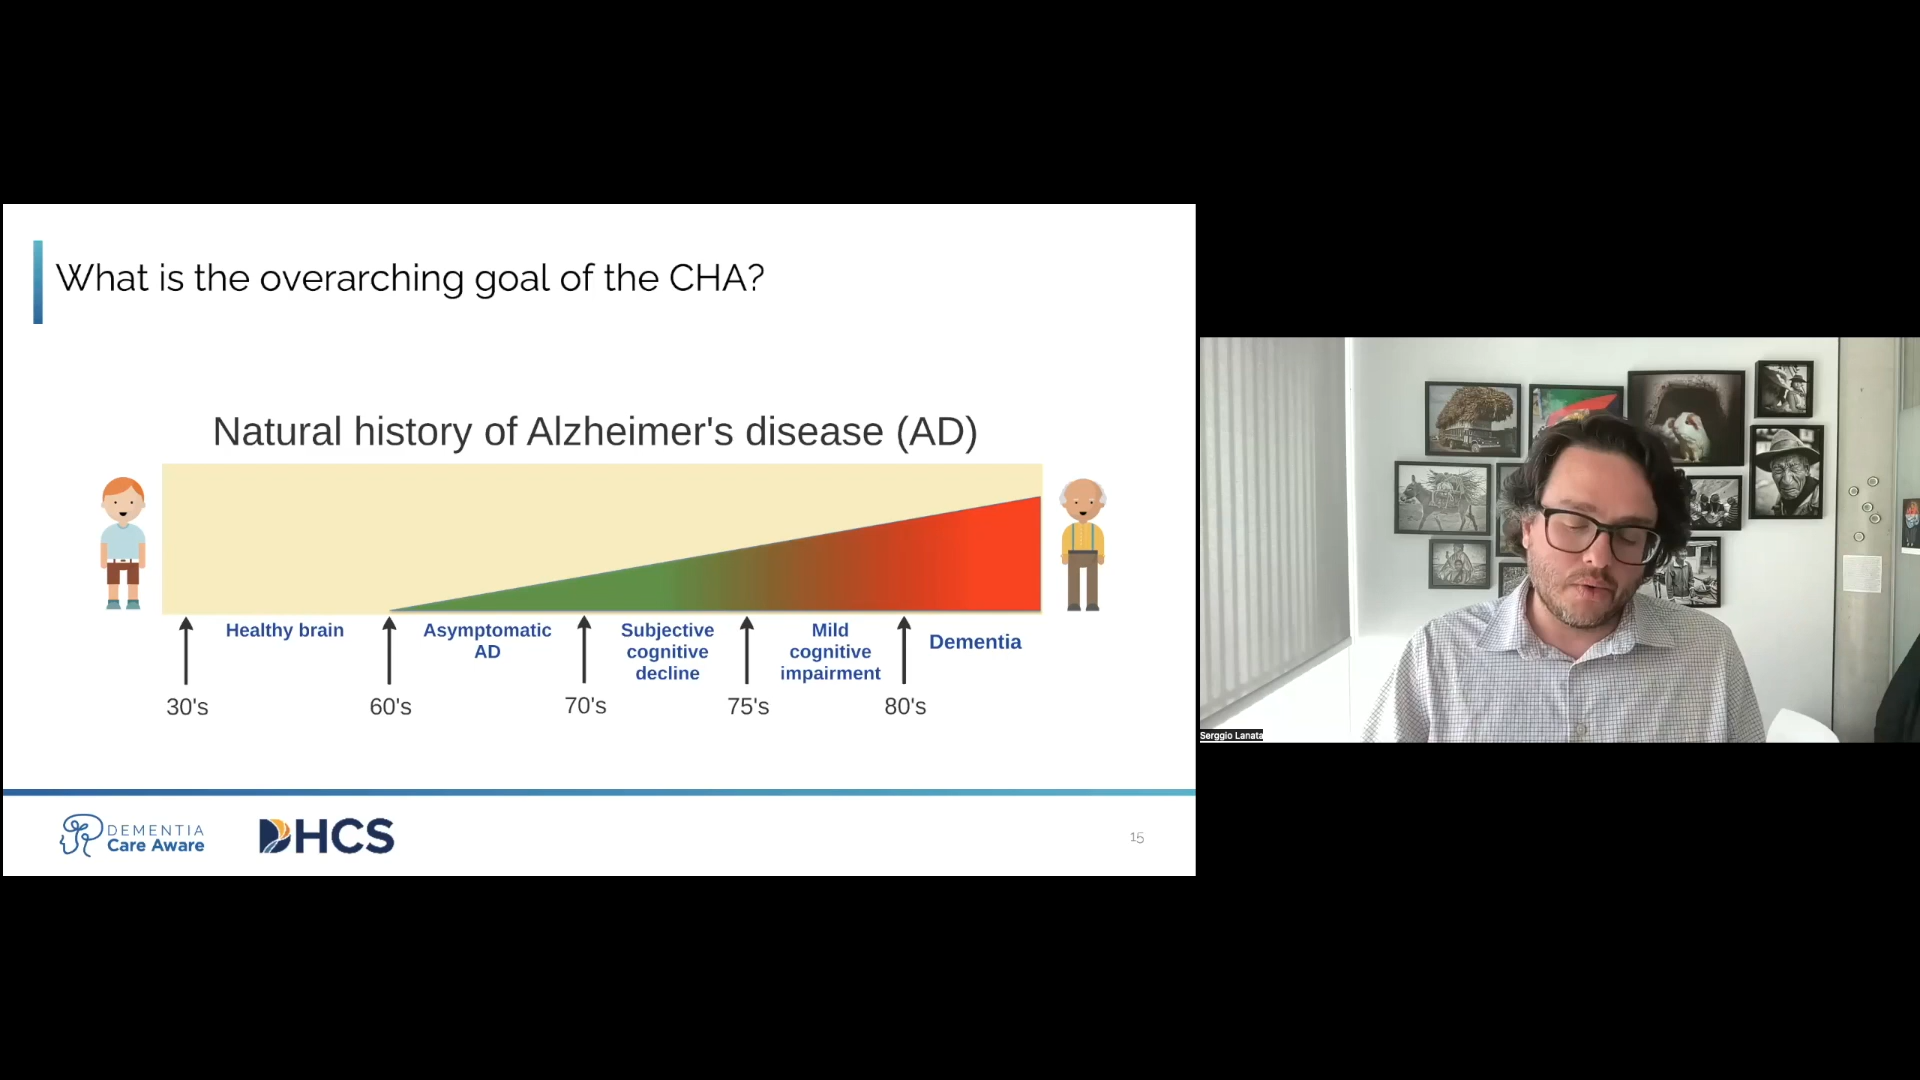 What is the overarching goal of the CHA?
Natural history of Alzheimer's disease (AD)
Healthy brain
Asymptomatic
AD
Subjective
cognitive
decline
Mild
cognitive
impairment
Dementia
30's
60's
70's
75's
80's
DEMENTIA
Care Aware
DHCS
15
Serggio Lanata